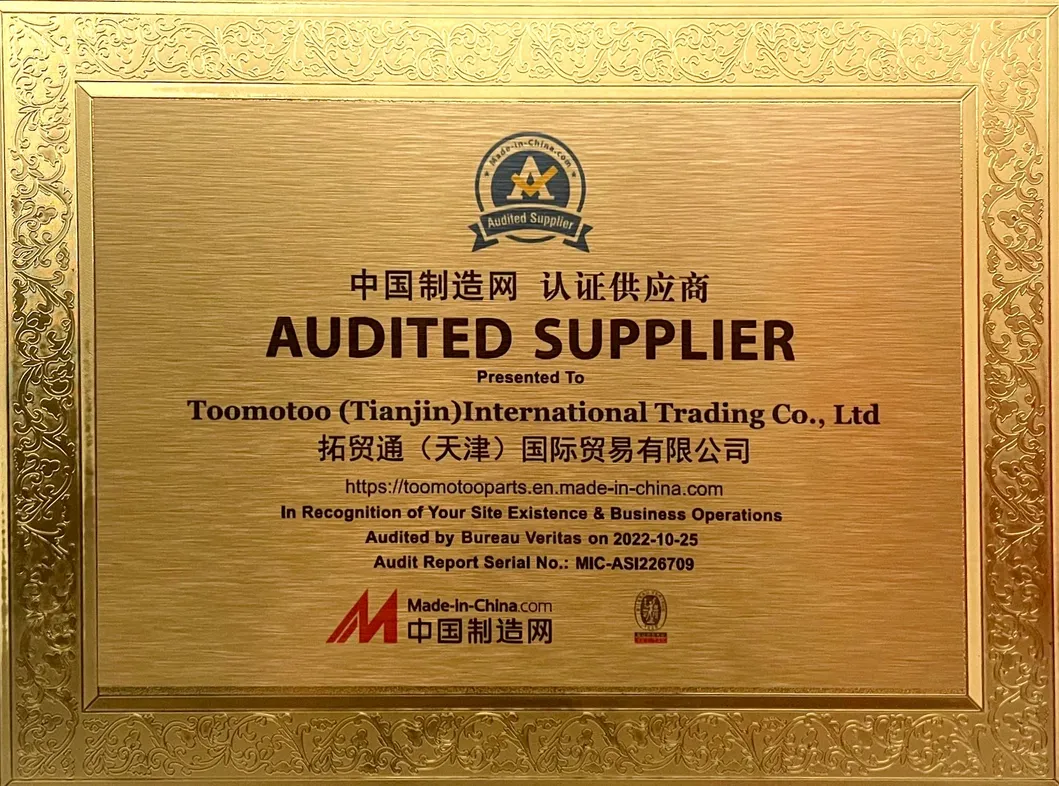 Made-in-China.com
Audited Supplier
中国制造网 认证供应商
AUDITED SUPPLIER
Presented To
Toomotoo (Tianjin)International Trading Co., Ltd
拓贸通（天津）国际贸易有限公司
https://toomotooparts.en.made-in-china.com
In Recognition of Your Site Existence & Business Operations
Audited by Bureau Veritas on 2022-10-25
Audit Report Serial No.: MIC-ASI226709
Made-in-China.com
中国制造网